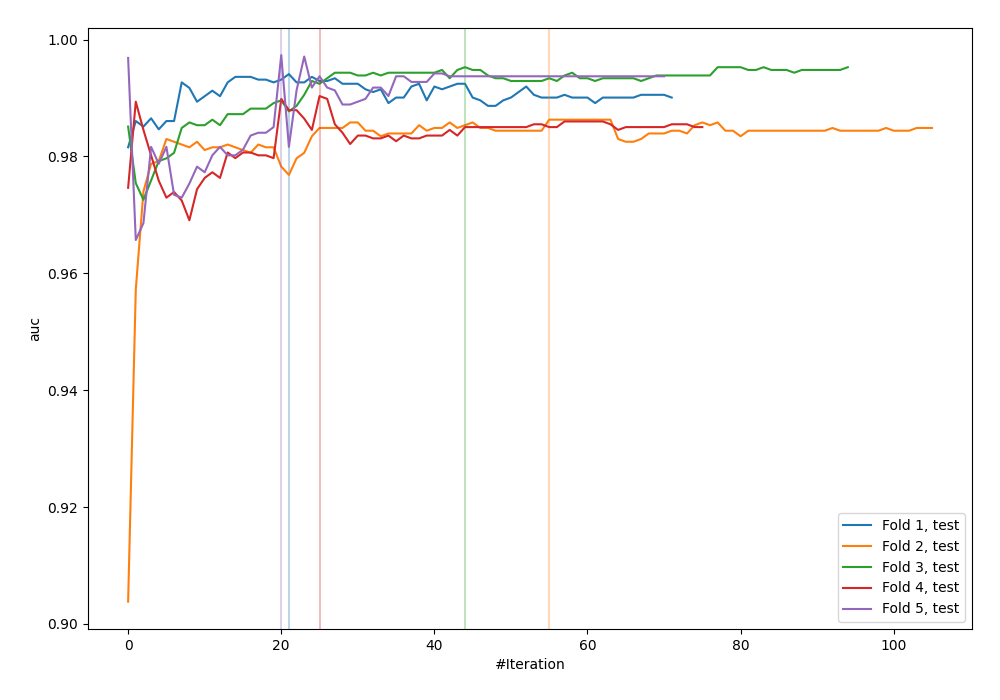 1.00
0.98
0.96
0.94
0.92
0.90
auc
0
20
40
60
80
100
#Iteration
Fold 1, test
Fold 2, test
Fold 3, test
Fold 4, test
Fold 5, test